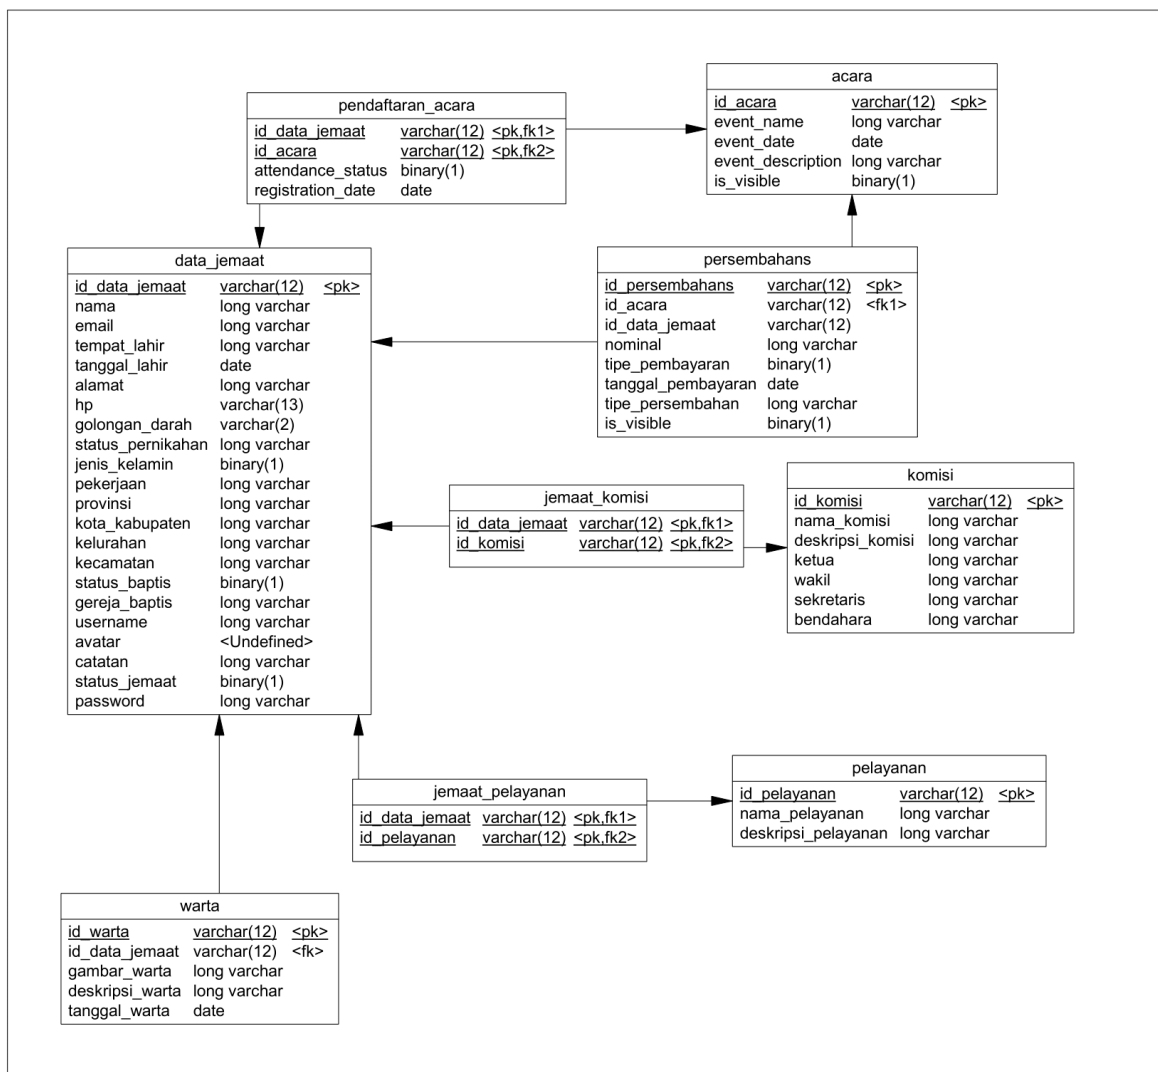 pendaftaran_acara
id_data_jemaat varchar(12) <pk,fk1>
id_acara varchar(12) <pk,fk2>
attendance_status binary(1)
registration_date date
acara
id_acara varchar(12) <pk>
event_name long varchar
event_date date
event_description long varchar
is_visible binary(1)
data_jemaat
id_data_jemaat varchar(12) <pk>
nama long varchar
email long varchar
tempat_lahir long varchar
tanggal_lahir date
alamat long varchar
hp varchar(13)
golongan_darah varchar(2)
status_pernikahan long varchar
jenis_kelamin binary(1)
pekerjaan long varchar
provinsi long varchar
kota_kabupaten long varchar
kelurahan long varchar
kecamatan long varchar
status_baptis binary(1)
gereja_baptis long varchar
username long varchar
avatar <Undefined>
catatan long varchar
status_jemaat binary(1)
password long varchar
persembahans
id_persembahans varchar(12) <pk>
id_acara varchar(12) <fk1>
id_data_jemaat varchar(12)
nominal long varchar
tipe_pembayaran binary(1)
tanggal_pembayaran date
tipe_persembahan long varchar
is_visible binary(1)
jemaat_komisi
id_data_jemaat varchar(12) <pk,fk1>
id_komisi varchar(12) <pk,fk2>
komisi
id_komisi varchar(12) <pk>
nama_komisi long varchar
deskripsi_komisi long varchar
ketua long varchar
wakil long varchar
sekretaris long varchar
bendahara long varchar
jemaat_pelayanan
id_data_jemaat varchar(12) <pk,fk1>
id_pelayanan varchar(12) <pk,fk2>
pelayanan
id_pelayanan varchar(12) <pk>
nama_pelayanan long varchar
deskripsi_pelayanan long varchar
warta
id_warta varchar(12) <pk>
id_data_jemaat varchar(12) <fk>
gambar_warta long varchar
deskripsi_warta long varchar
tanggal_warta date